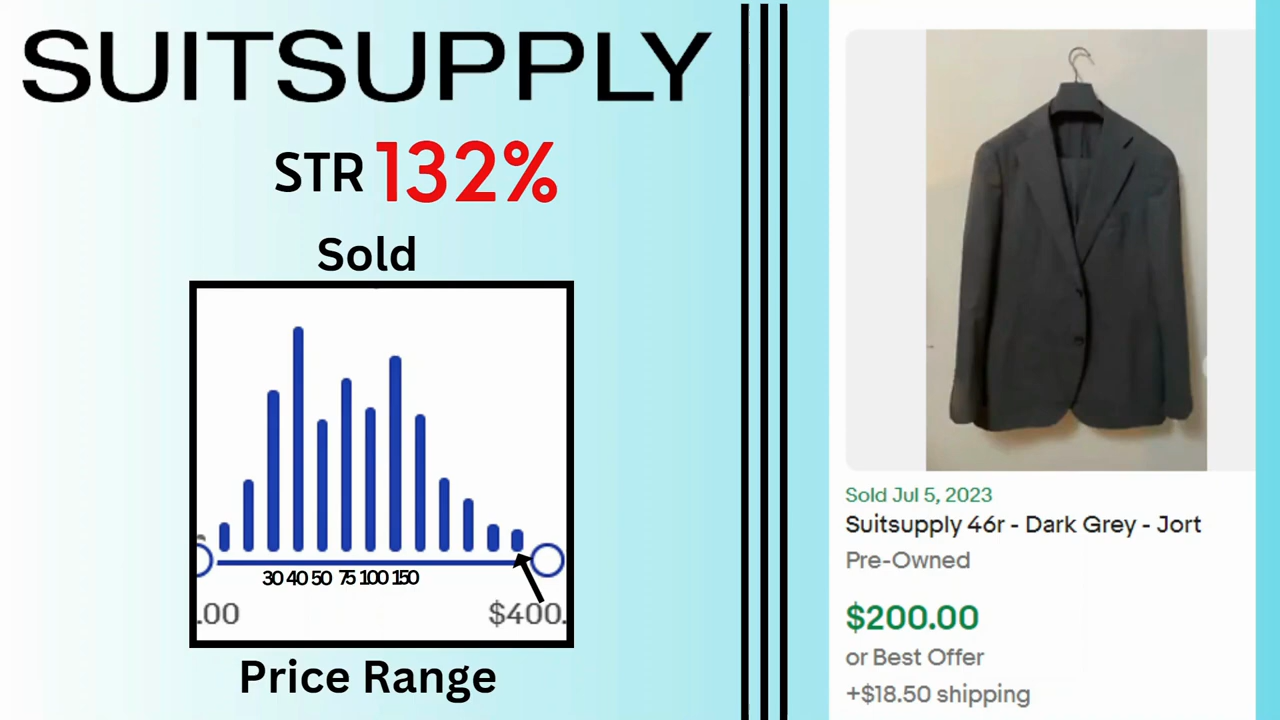 SUITSUPPLY
STR 132%
Sold
30 40 50 75 100 150
.00 $400.
Price Range
Sold Jul 5, 2023
Suitsupply 46r - Dark Grey - Jort
Pre-Owned
$200.00
or Best Offer
+$18.50 shipping